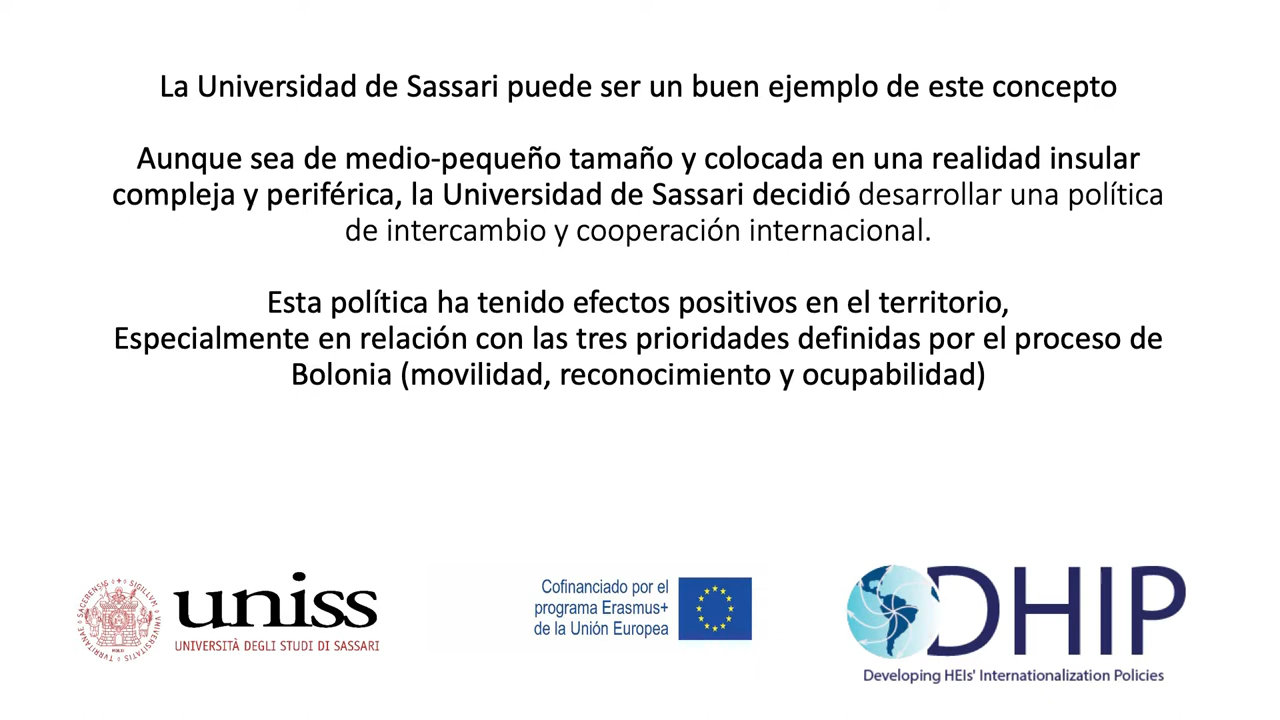 La Universidad de Sassari puede ser un buen ejemplo de este concepto
Aunque sea de medio-pequeño tamaño y colocada en una realidad insular
compleja y periférica, la Universidad de Sassari decidió desarrollar una política
de intercambio y cooperación internacional.
Esta política ha tenido efectos positivos en el territorio,
Especialmente en relación con las tres prioridades definidas por el proceso de
Bolonia (movilidad, reconocimiento y ocupabilidad)
uniss
UNIVERSITÀ DEGLI STUDI DI SASSARI
Cofinanciado por el
programa Erasmus+
de la Unión Europea
DHIP
Developing HEIs' Internationalization Policies